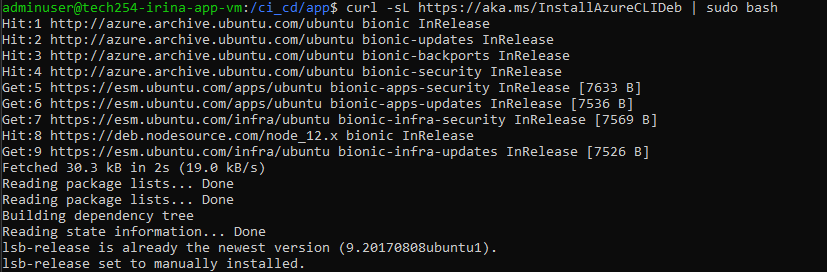 adminuser@tech254-irina-app-vm:/ci_cd/app$ curl -sL https://aka.ms/InstallAzureCLIDeb | sudo bash
Hit:1 http://azure.archive.ubuntu.com/ubuntu bionic InRelease
Hit:2 http://azure.archive.ubuntu.com/ubuntu bionic-updates InRelease
Hit:3 http://azure.archive.ubuntu.com/ubuntu bionic-backports InRelease
Hit:4 http://azure.archive.ubuntu.com/ubuntu bionic-security InRelease
Get:5 https://esm.ubuntu.com/apps/ubuntu bionic-apps-security InRelease [7633 B]
Get:6 https://esm.ubuntu.com/apps/ubuntu bionic-apps-updates InRelease [7536 B]
Get:7 https://esm.ubuntu.com/infra/ubuntu bionic-infra-security InRelease [7569 B]
Hit:8 https://deb.nodesource.com/node_12.x bionic InRelease
Get:9 https://esm.ubuntu.com/infra/ubuntu bionic-infra-updates InRelease [7526 B]
Fetched 30.3 kB in 2s (19.0 kB/s)
Reading package lists... Done
Reading package lists... Done
Building dependency tree
Reading state information... Done
lsb-release is already the newest version (9.20170808ubuntu1).
lsb-release set to manually installed.